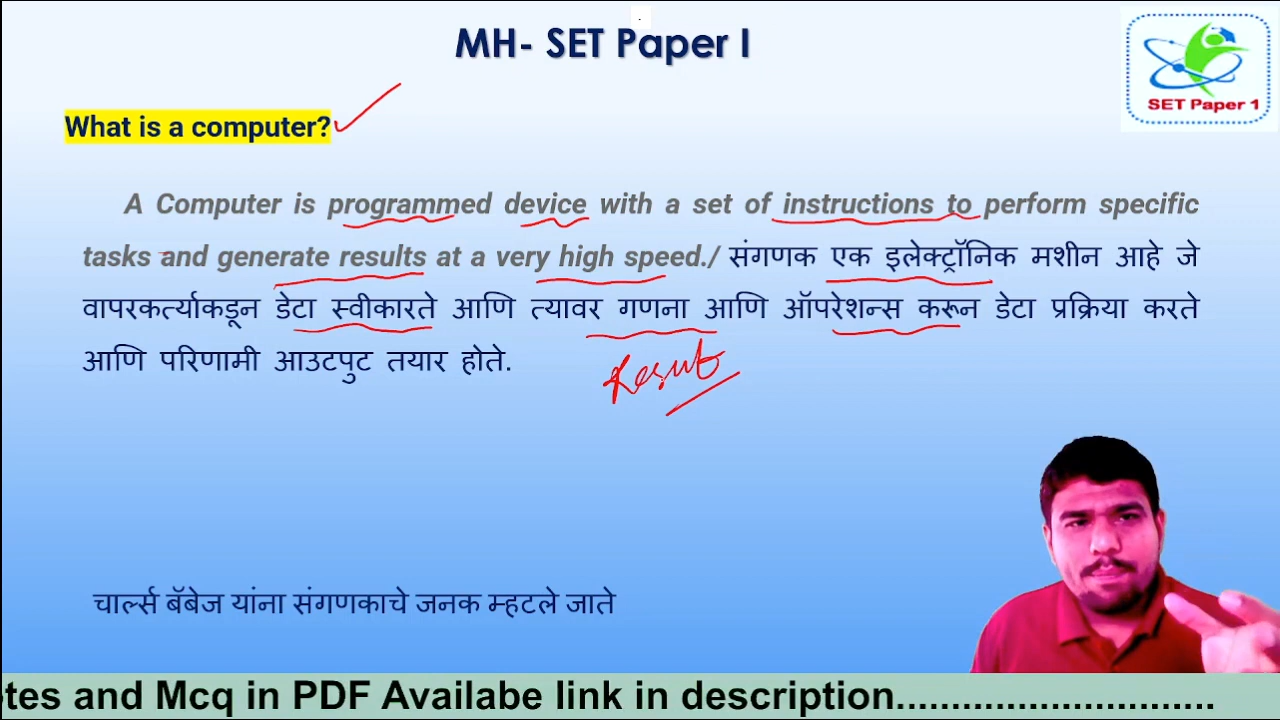 MH- SET Paper I
SET Paper 1
What is a computer?
A Computer is programmed device with a set of instructions to perform specific
tasks and generate results at a very high speed./ संगणक एक इलेक्ट्रॉनिक मशीन आहे जे
वापरकर्त्याकडून डेटा स्वीकारते आणि त्यावर गणना आणि ऑपरेशन्स करून डेटा प्रक्रिया करते
आणि परिणामी आउटपुट तयार होते.
Result
चार्ल्स बॅबेज यांना संगणकाचे जनक म्हटले जाते
otes and Mcq in PDF Availabe link in description............................